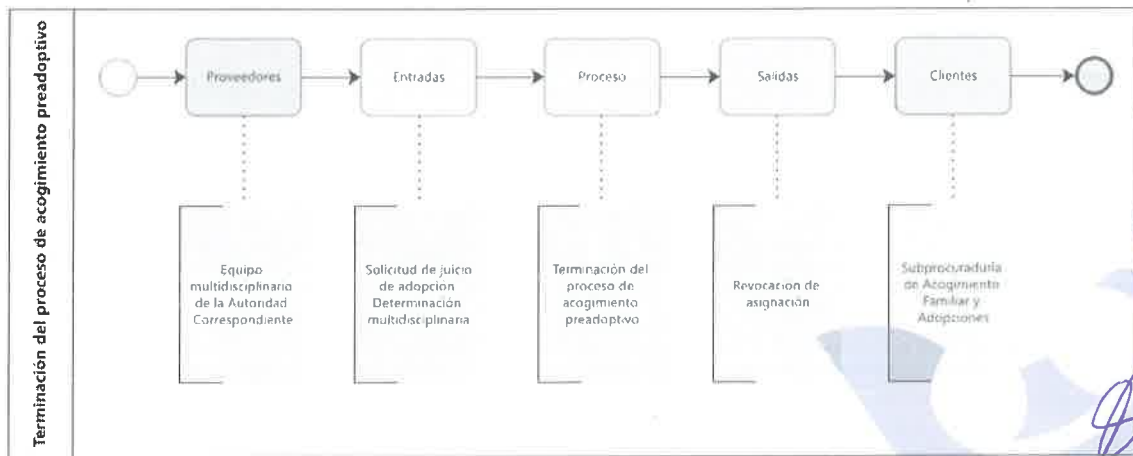 Terminación del proceso de acogimiento preadoptivo
Proveedores
Entradas
Proceso
Salidas
Clientes
Equipo
multidisciplinario
de la Autoridad
Correspondiente
Solicitud de juicio
de adopción
Determinación
multidisciplinaria
Terminación del
proceso de
acogimiento
preadoptivo
Revocación de
asignación
Subprocuraduría
de Acogimiento
Familiar y
Adopciones